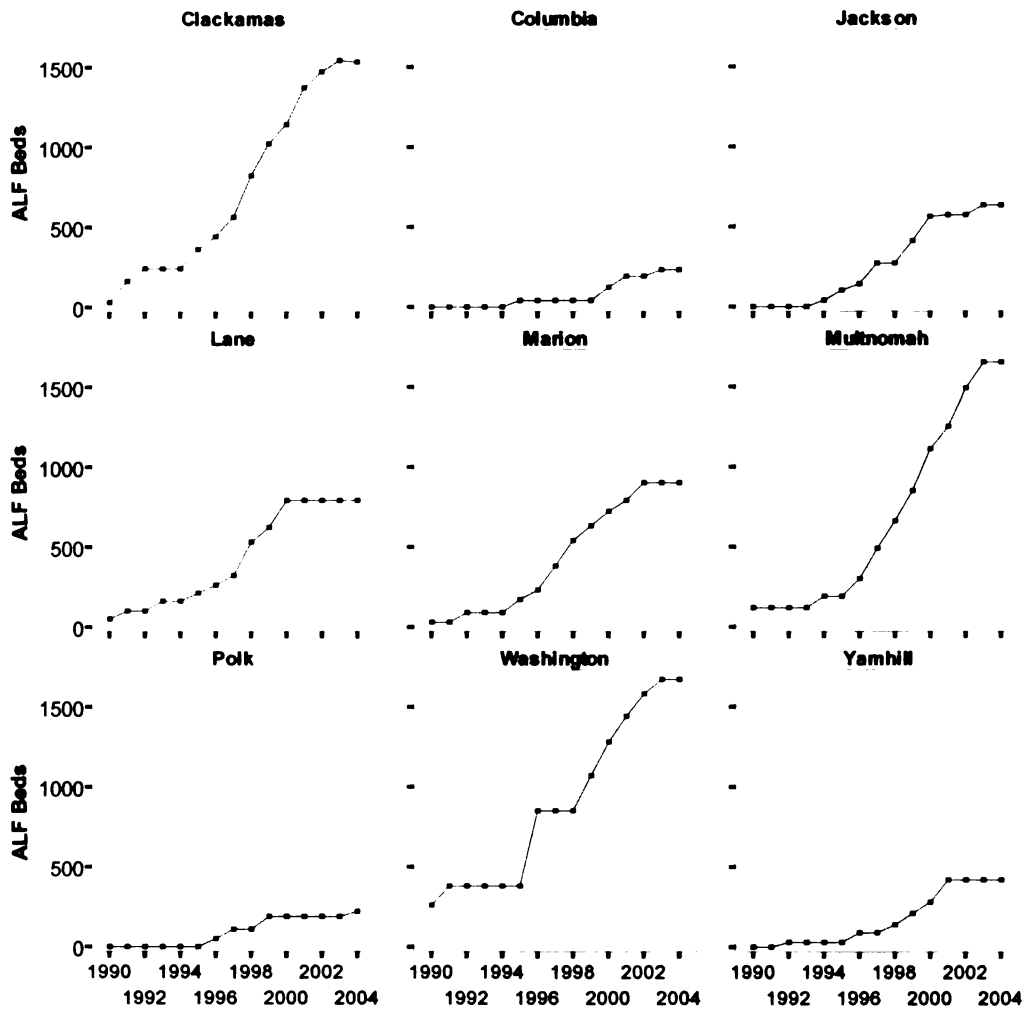 Clackamas Columbia Jackson
ALF Beds
1500
1000
500
0
Lane Marion Multnomah
ALF Beds
1500
1000
500
0
Polk Washington Yamhill
ALF Beds
1500
1000
500
0
1990 1994 1998 2002 1990 1994 1998 2002 1990 1994 1998 2002
1992 1996 2000 2004 1992 1996 2000 2004 1992 1996 2000 2004